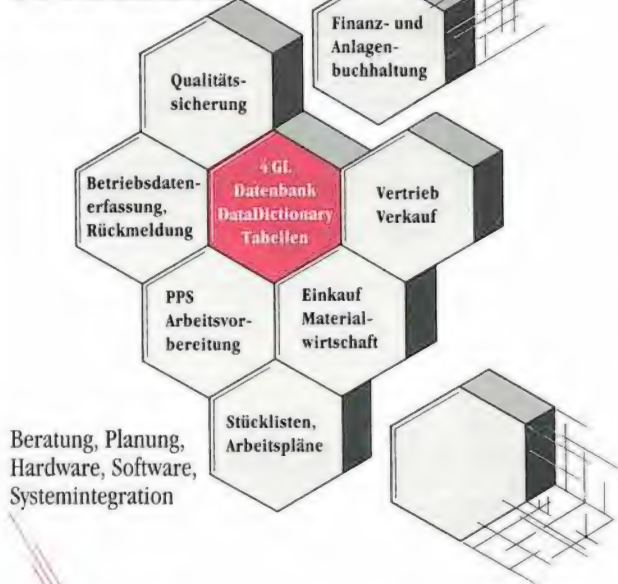 Finanz- und
Anlagen-
buchhaltung
Qualitäts-
sicherung
4 GL
Datenbank
DataDictionary
Tabellen
Betriebsdaten-
erfassung,
Rückmeldung
Vertrieb
Verkauf
PPS
Arbeitsvor-
bereitung
Einkauf
Material-
wirtschaft
Stücklisten,
Arbeitspläne
Beratung, Planung,
Hardware, Software,
Systemintegration